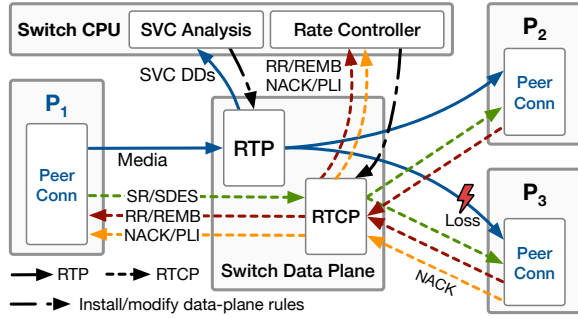 Switch CPU
SVC Analysis
Rate Controller
P2
Peer
Conn
SVC DDs
RR/REMB
NACK/PLI
P1
Peer
Conn
Media
RTP
SR/SDES
RR/REMB
NACK/PLI
RTCP
Switch Data Plane
Loss
P3
Peer
Conn
NACK
RTP
RTCP
Install/modify data-plane rules